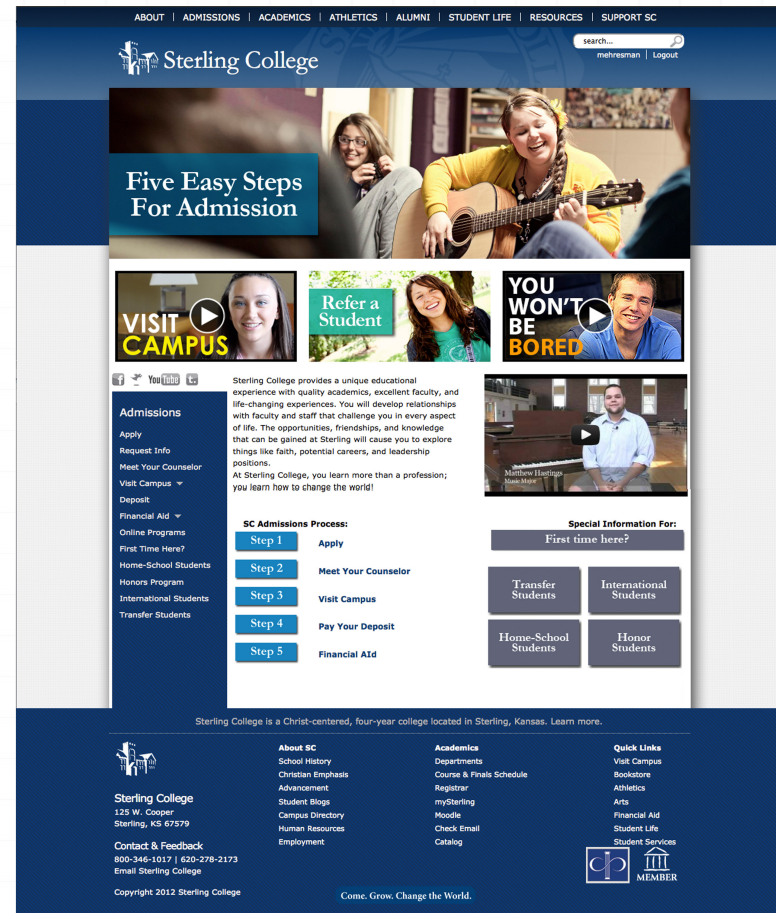 ABOUT | ADMISSIONS | ACADEMICS | ATHLETICS | ALUMNI | STUDENT LIFE | RESOURCES | SUPPORT SC
search...
mehresman | Logout
Sterling College
Five Easy Steps
For Admission
VISIT
CAMPUS
Refer a
Student
YOU
WON'T
BE
BORED
You Tube t.
Sterling College provides a unique educational
experience with quality academics, excellent faculty, and
life-changing experiences. You will develop relationships
with faculty and staff that challenge you in every aspect
of life. The opportunities, friendships, and knowledge
that can be gained at Sterling will cause you to explore
things like faith, potential careers, and leadership
positions.
At Sterling College, you learn more than a profession;
you learn how to change the world!
Matthew Hastings
Music Major
Admissions
Apply
Request Info
Meet Your Counselor
Visit Campus
Deposit
Financial Aid
Online Programs
First Time Here?
Home-School Students
Honors Program
International Students
Transfer Students
SC Admissions Process:
Step 1 Apply
Step 2 Meet Your Counselor
Step 3 Visit Campus
Step 4 Pay Your Deposit
Step 5 Financial AId
Special Information For:
First time here?
Transfer
Students
International
Students
Home-School
Students
Honor
Students
Sterling College is a Christ-centered, four-year college located in Sterling, Kansas. Learn more.
Sterling College
125 W. Cooper
Sterling, KS 67579
Contact & Feedback
800-346-1017 | 620-278-2173
Email Sterling College
Copyright 2012 Sterling College
About SC
School History
Christian Emphasis
Advancement
Student Blogs
Campus Directory
Human Resources
Employment
Academics
Departments
Course & Finals Schedule
Registrar
mySterling
Moodle
Check Email
Catalog
Quick Links
Visit Campus
Bookstore
Athletics
Arts
Financial Aid
Student Life
Student Services
MEMBER
Come. Grow. Change the World.